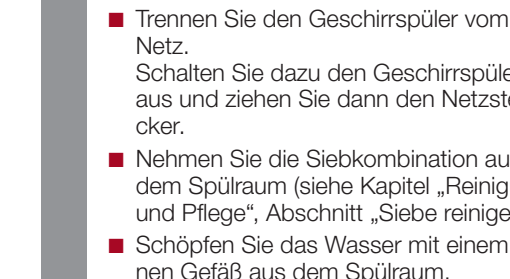 ■ Trennen Sie den Geschirrspüler vom
Netz.
Schalten Sie dazu den Geschirrspüle
aus und ziehen Sie dann den Netzste
cker.
■ Nehmen Sie die Siebkombination au
dem Spülraum (siehe Kapitel „Reinig
und Pflege“, Abschnitt „Siebe reinige
■ Schöpfen Sie das Wasser mit einem
nen Gefäß aus dem Spülraum.